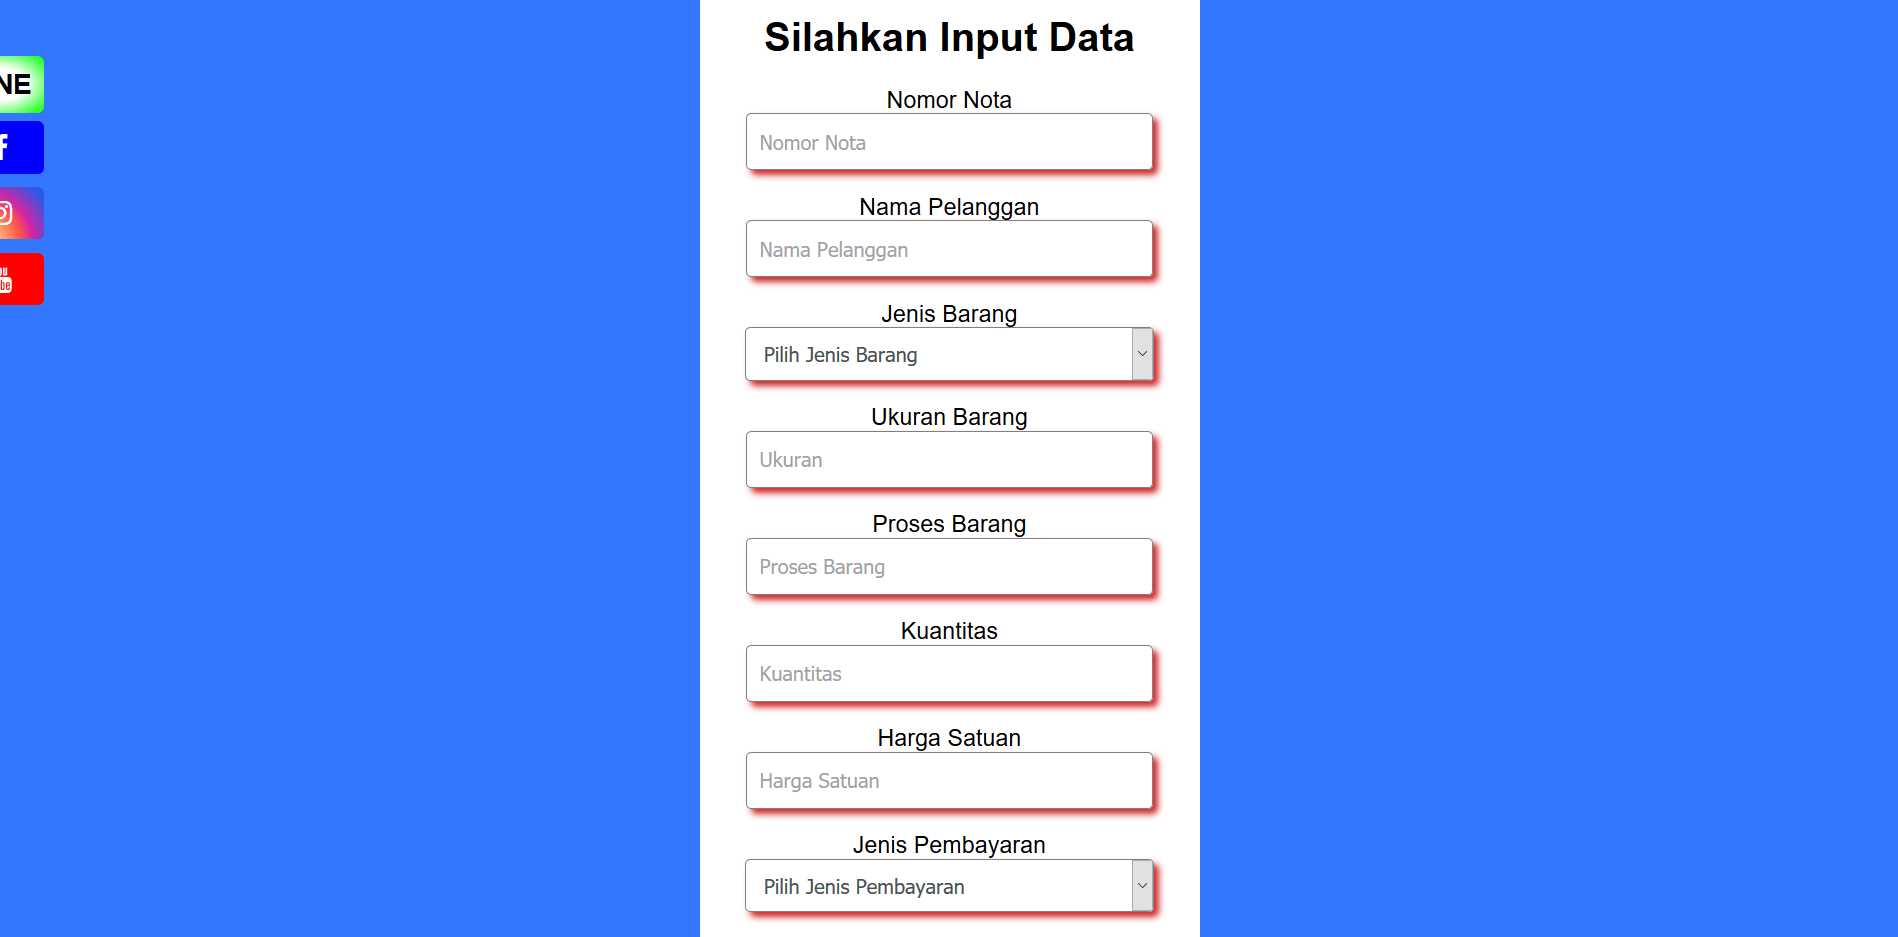 Silahkan Input Data
NE
f
Nomor Nota
Nomor Nota
Nama Pelanggan
Nama Pelanggan
Jenis Barang
Pilih Jenis Barang
Ukuran Barang
Ukuran
Proses Barang
Proses Barang
Kuantitas
Kuantitas
Harga Satuan
Harga Satuan
Jenis Pembayaran
Pilih Jenis Pembayaran